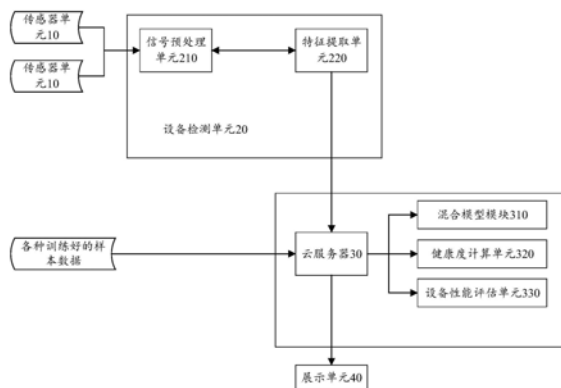 传感器单
元10
传感器单
元10
信号预处理
单元210
特征提取单
元220
设备检测单元20
各种训练好的样
本数据
云服务器30
混合模型模块310
健康度计算单元320
设备性能评估单元330
展示单元40